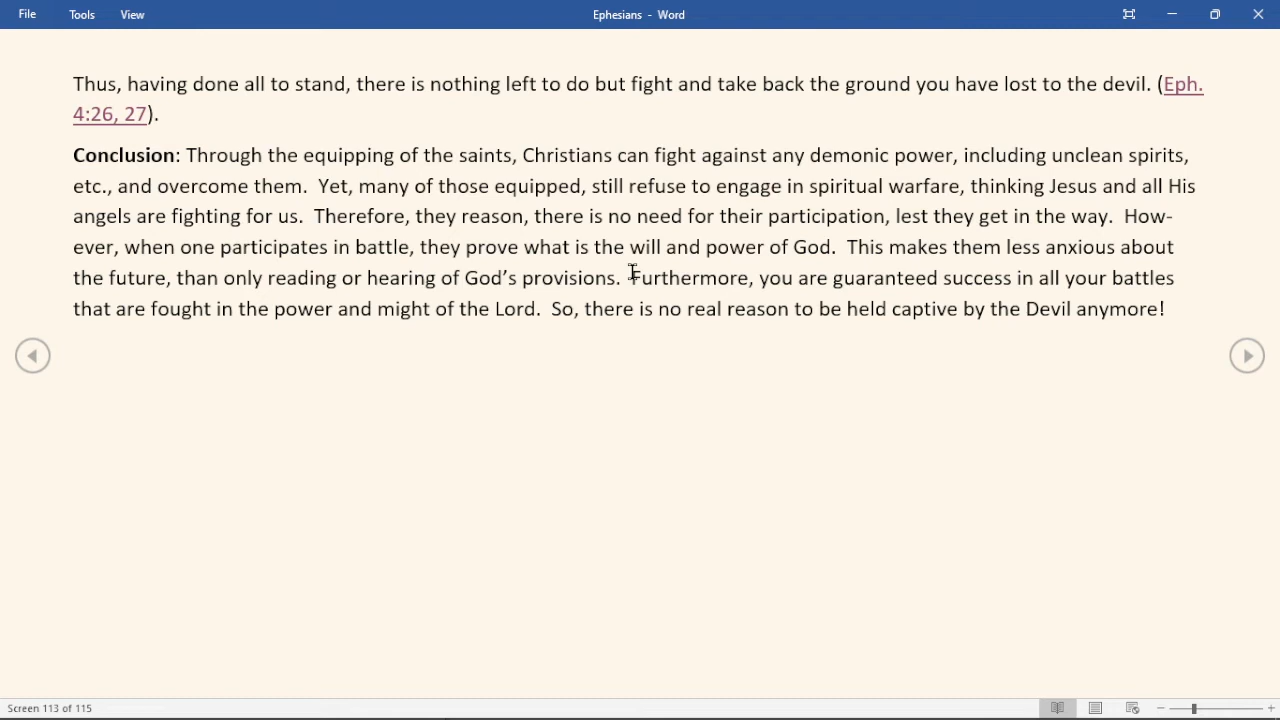 File Tools View Ephesians - Word
Thus, having done all to stand, there is nothing left to do but fight and take back the ground you have lost to the devil. (Eph.
4:26, 27).
Conclusion: Through the equipping of the saints, Christians can fight against any demonic power, including unclean spirits,
etc., and overcome them.  Yet, many of those equipped, still refuse to engage in spiritual warfare, thinking Jesus and all His
angels are fighting for us.  Therefore, they reason, there is no need for their participation, lest they get in the way.  How-
ever, when one participates in battle, they prove what is the will and power of God.  This makes them less anxious about
the future, than only reading or hearing of God’s provisions.  Furthermore, you are guaranteed success in all your battles
that are fought in the power and might of the Lord.  So, there is no real reason to be held captive by the Devil anymore!
Screen 113 of 115